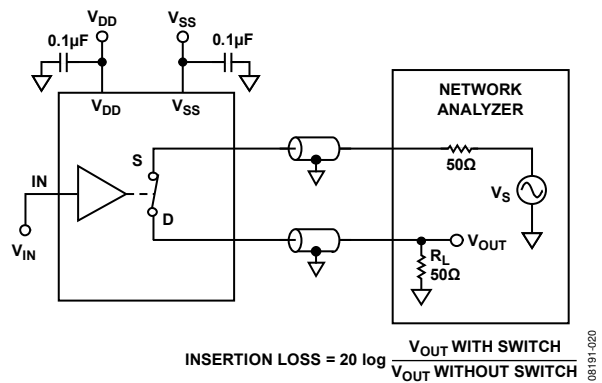 VDD
VSS
0.1µF
0.1µF
VDD
VSS
NETWORK
ANALYZER
S
50Ω
IN
VS
D
VIN
VOUT
RL
50Ω
INSERTION LOSS = 20 log VOUT WITH SWITCH
VOUT WITHOUT SWITCH
08191-020